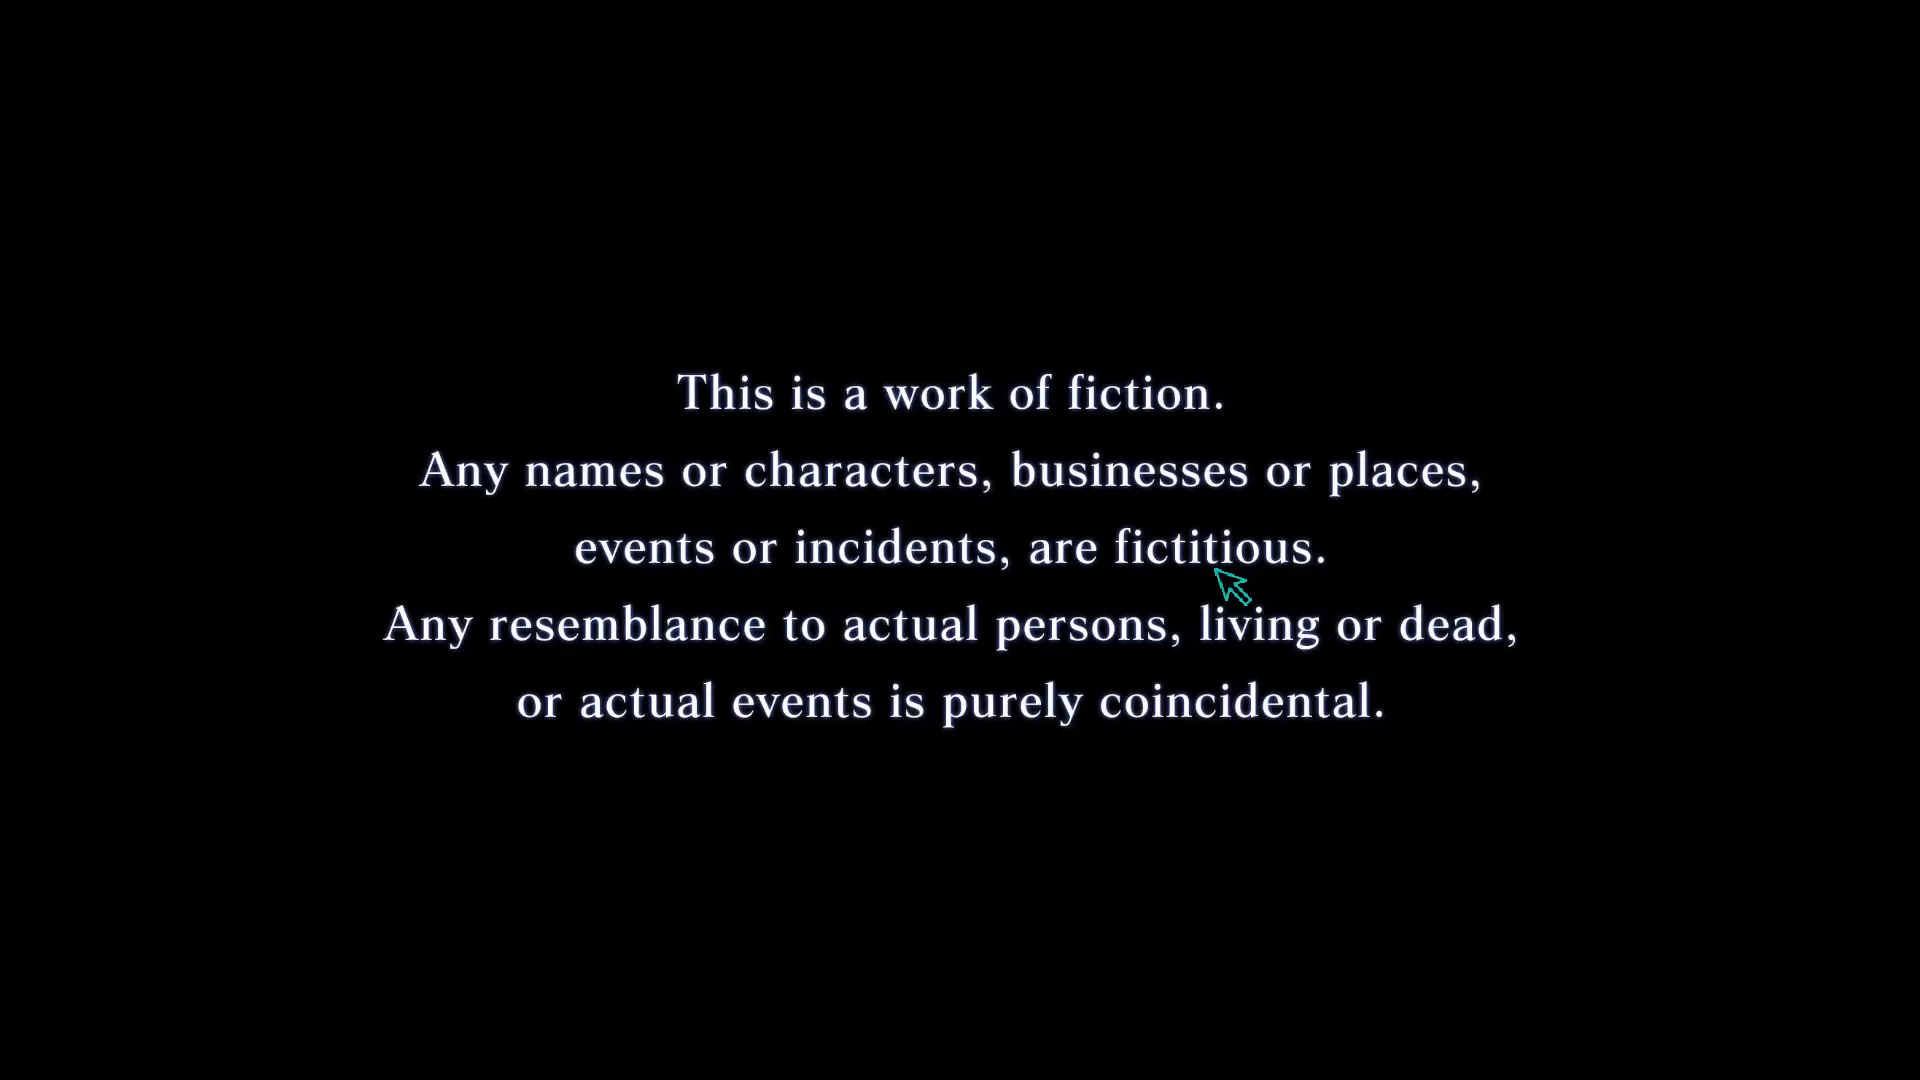 This is a work of fiction.
Any names or characters, businesses or places,
events or incidents, are fictitious.
Any resemblance to actual persons, living or dead,
or actual events is purely coincidental.